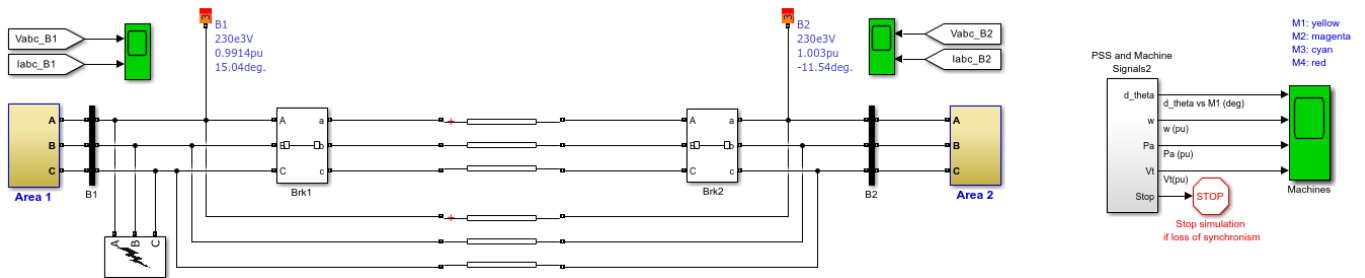 Vabc_B1
Iabc_B1
B1
230e3V
0.9914pu
15.04deg.
B2
230e3V
1.003pu
-11.54deg.
Vabc_B2
Iabc_B2
M1: yellow
M2: magenta
M3: cyan
M4: red
PSS and Machine
Signals2
d_theta
w
Pa
Vt
Stop
d_theta vs M1 (deg)
w (pu)
Pa (pu)
Vt(pu)
STOP
Stop simulation
if loss of synchronism
Machines
A
B
C
Area 1
B1
A
B
C
a
b
c
Brk1
A
B
C
a
b
c
Brk2
B2
A
B
C
Area 2
A
B
C